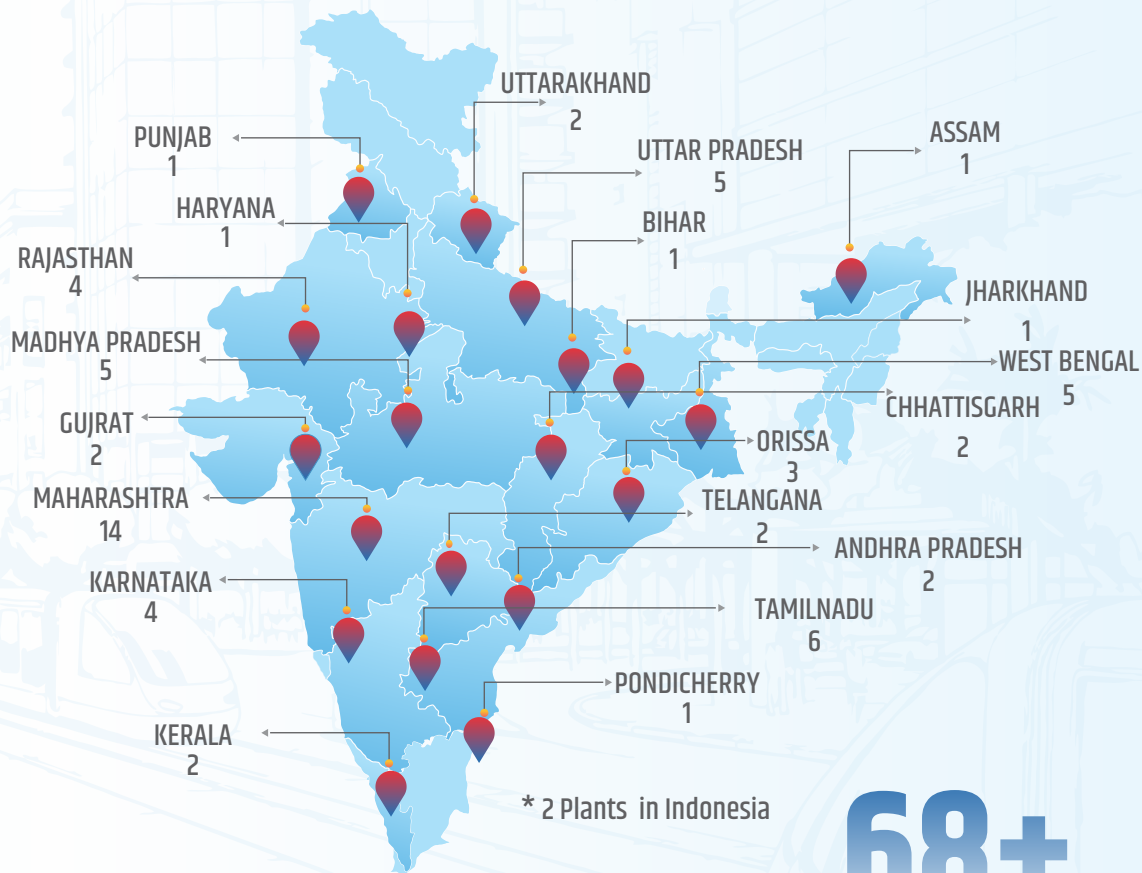 UTTARAKHAND
2
PUNJAB
1
UTTAR PRADESH
5
ASSAM
1
HARYANA
1
BIHAR
1
RAJASTHAN
4
JHARKHAND
1
MADHYA PRADESH
5
WEST BENGAL
5
CHHATTISGARH
2
GUJRAT
2
ORISSA
3
MAHARASHTRA
14
TELANGANA
2
ANDHRA PRADESH
2
KARNATAKA
4
TAMILNADU
6
PONDICHERRY
1
KERALA
2
* 2 Plants in Indonesia
68+